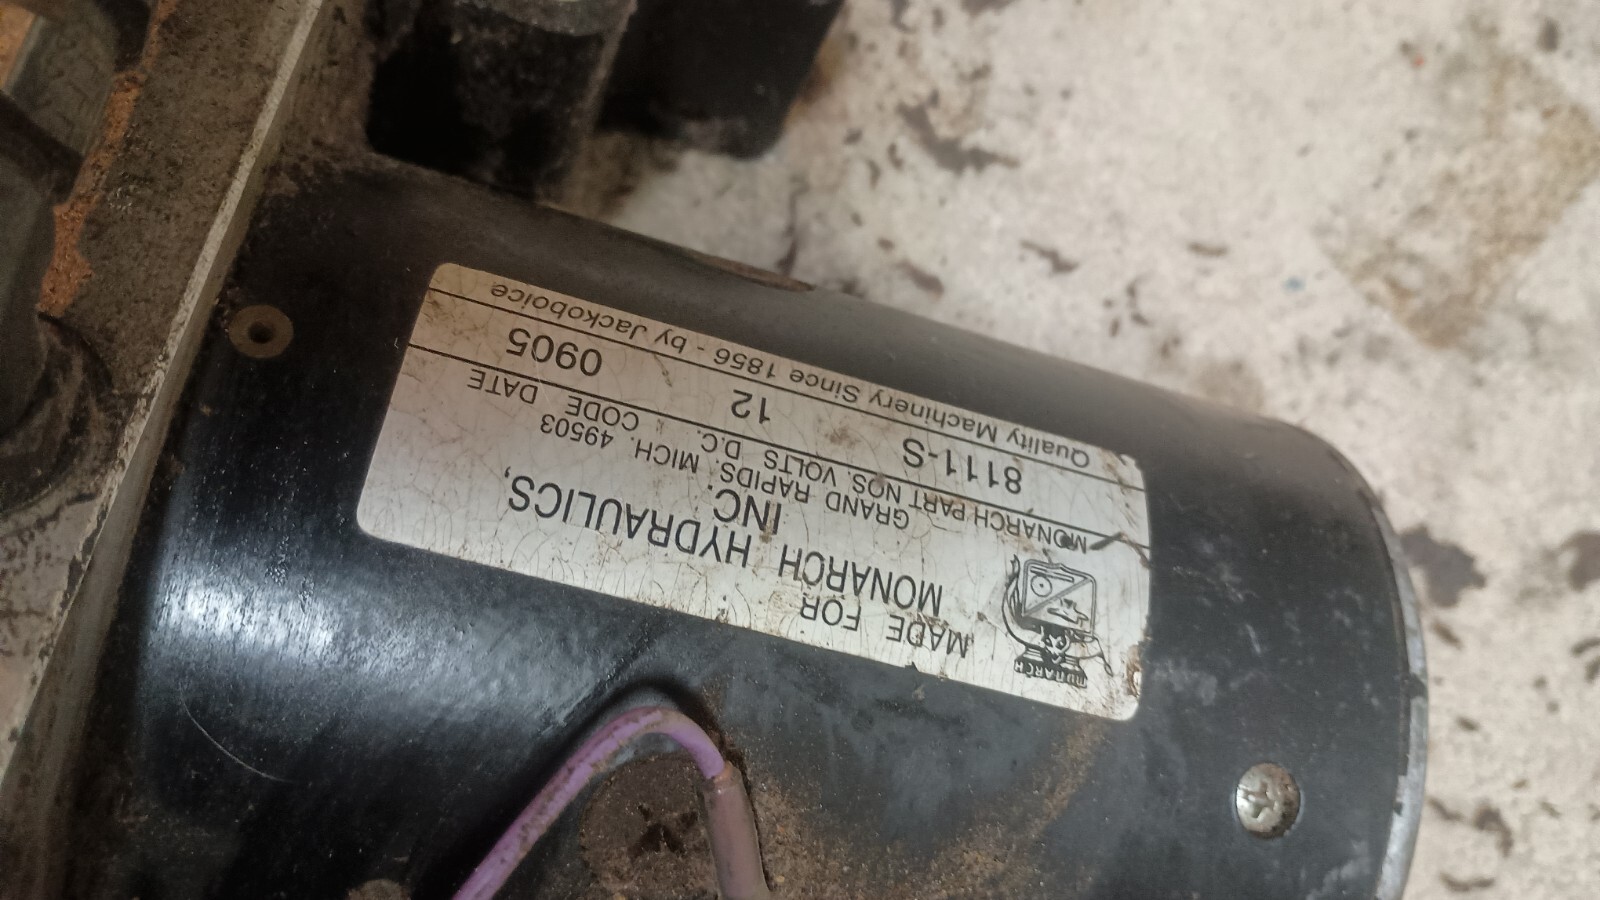 MONARCH
MADE FOR
MONARCH HYDRAULICS,
INC.
GRAND RAPIDS, MICH. 49503
MONARCH PART NOS. VOLTS D.C. CODE DATE
8111-S 12 0905
Quality Machinery Since 1856 - by Jackoboice